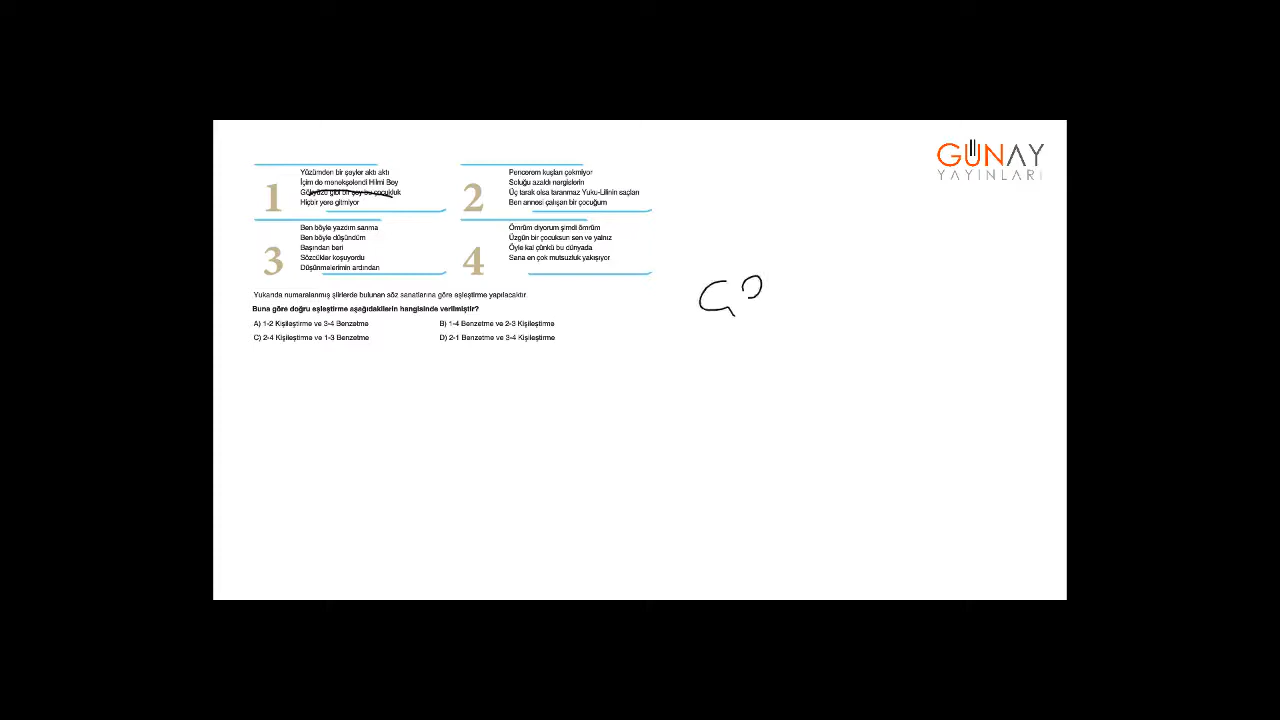 GÜNAY
YAYINLARI
1
Yüzümden bir şeyler aktı aktı
İçim de menekşelendi Hilmi Bey
Gökyüzü gibi bir şey bu çocukluk
Hiçbir yere gitmiyor
2
Pencerem kuşları çekmiyor
Soluğu azaldı nergislerin
Üç tarak olsa taranmaz Yuku-Lilinin saçları
Ben annesi çalışan bir çocuğum
3
Ben böyle yazdım sanma
Ben böyle düşündüm
Başından beri
Sözcükler koşuyordu
Düşünmelerimin ardından
4
Ömrüm diyorum şimdi ömrüm
Üzgün bir çocuksun sen ve yalnız
Öyle kal çünkü bu dünyada
Sana en çok mutsuzluk yakışıyor
Yukarıda numaralanmış şiirlerde bulunan söz sanatlarına göre eşleştirme yapılacaktır.
Buna göre doğru eşleştirme aşağıdakilerin hangisinde verilmiştir?
A) 1-2 Kişileştirme ve 3-4 Benzetme
B) 1-4 Benzetme ve 2-3 Kişileştirme
C) 2-4 Kişileştirme ve 1-3 Benzetme
D) 2-1 Benzetme ve 3-4 Kişileştirme